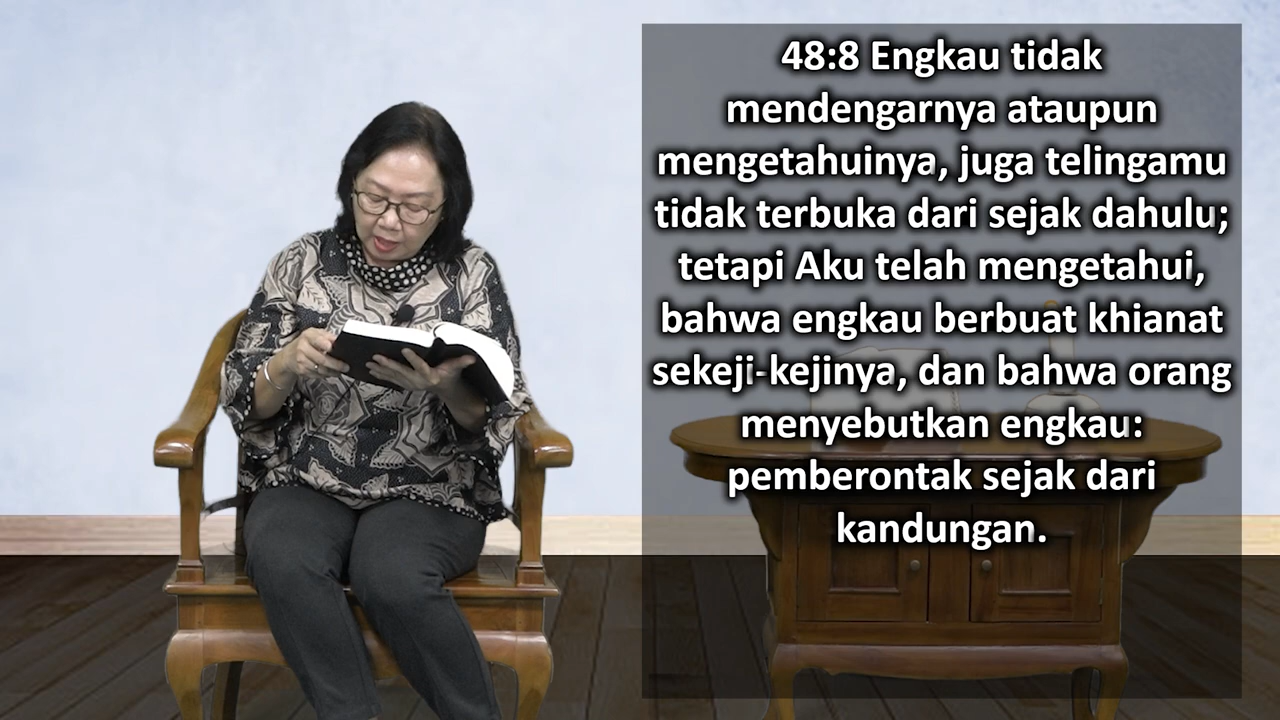 48:8 Engkau tidak
mendengarnya ataupun
mengetahuinya, juga telingamu
tidak terbuka dari sejak dahulu;
tetapi Aku telah mengetahui,
bahwa engkau berbuat khianat
sekeji-kejinya, dan bahwa orang
menyebutkan engkau:
pemberontak sejak dari
kandungan.